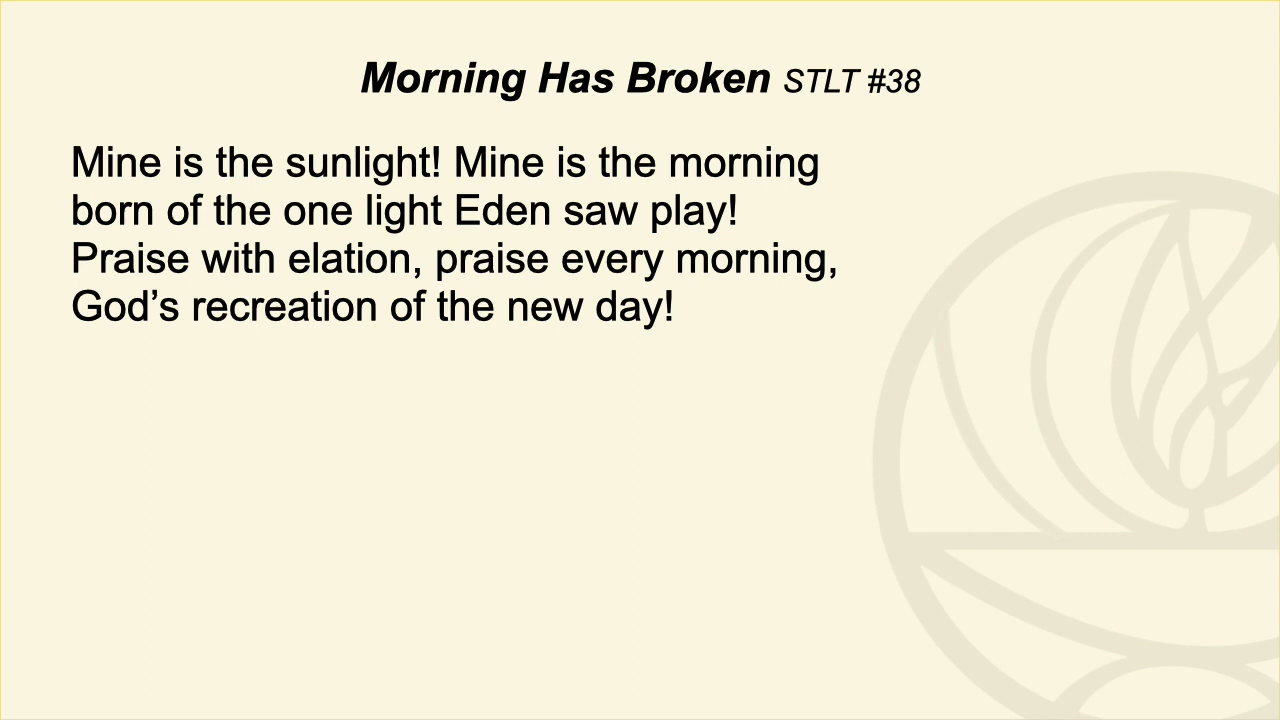 Morning Has Broken STLT #38
Mine is the sunlight! Mine is the morning
born of the one light Eden saw play!
Praise with elation, praise every morning,
God’s recreation of the new day!